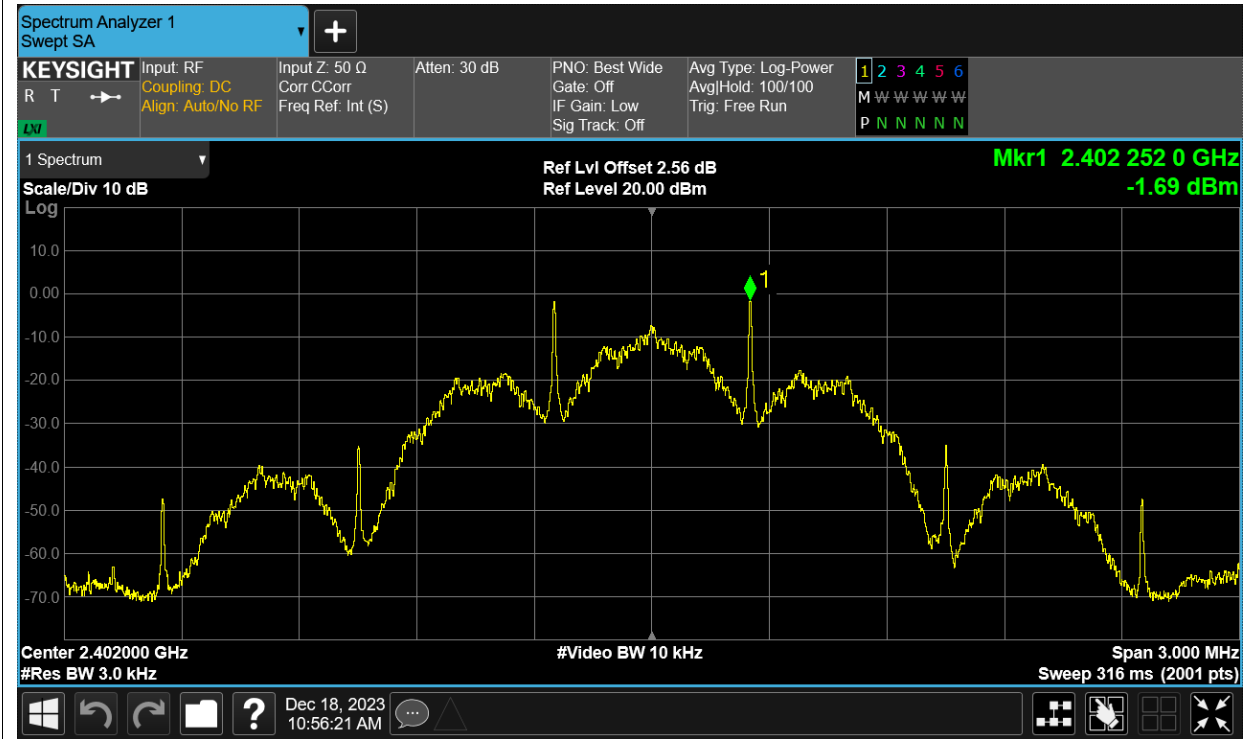 Spectrum Analyzer 1
Swept SA
+
KEYSIGHT
R T
LXI
Input: RF
Coupling: DC
Align: Auto/No RF
Input Z: 50 Ω
Corr CCorr
Freq Ref: Int (S)
Atten: 30 dB
PNO: Best Wide
Gate: Off
IF Gain: Low
Sig Track: Off
Avg Type: Log-Power
Avg|Hold: 100/100
Trig: Free Run
1 2 3 4 5 6
M W W W W W
P N N N N N
1 Spectrum
Scale/Div 10 dB
Log
Ref Lvl Offset 2.56 dB
Ref Level 20.00 dBm
Mkr1 2.402 252 0 GHz
-1.69 dBm
1
10.0
0.00
-10.0
-20.0
-30.0
-40.0
-50.0
-60.0
-70.0
Center 2.402000 GHz
#Res BW 3.0 kHz
#Video BW 10 kHz
Span 3.000 MHz
Sweep 316 ms (2001 pts)
?
Dec 18, 2023
10:56:21 AM